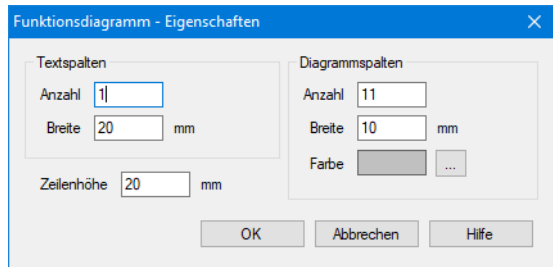 Funktionsdiagramm - Eigenschaften
Textspalten
Anzahl 1
Breite 20 mm
Zeilenhöhe 20 mm
Diagrammspalten
Anzahl 11
Breite 10 mm
Farbe ...
OK Abbrechen Hilfe